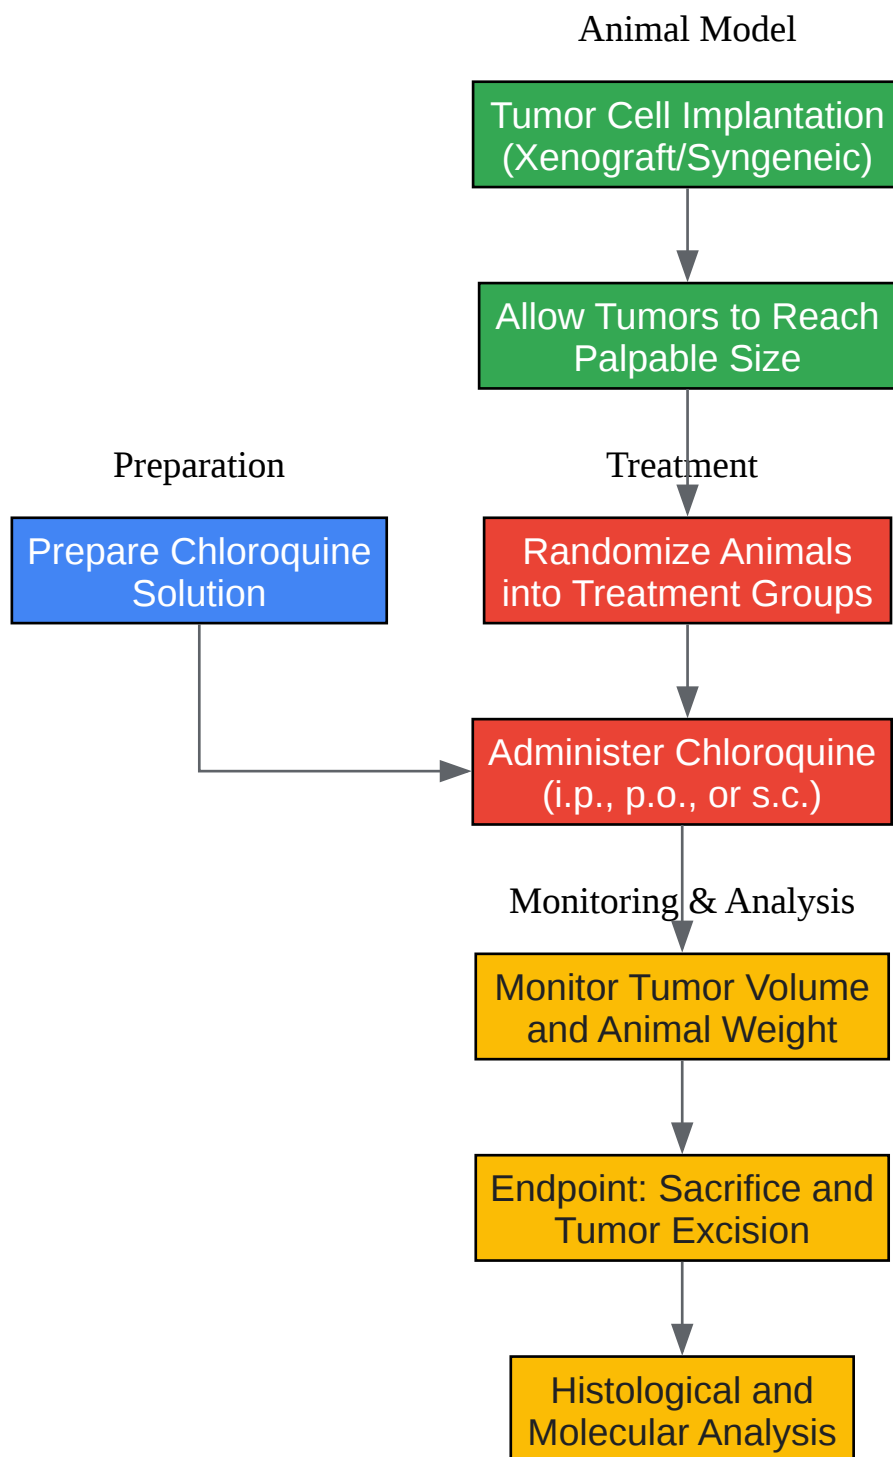 Animal Model
Tumor Cell Implantation
(Xenograft/Syngeneic)
Allow Tumors to Reach
Palpable Size
Preparation
Treatment
Prepare Chloroquine
Solution
Randomize Animals
into Treatment Groups
Administer Chloroquine
(i.p., p.o., or s.c.)
Monitoring & Analysis
Monitor Tumor Volume
and Animal Weight
Endpoint: Sacrifice and
Tumor Excision
Histological and
Molecular Analysis